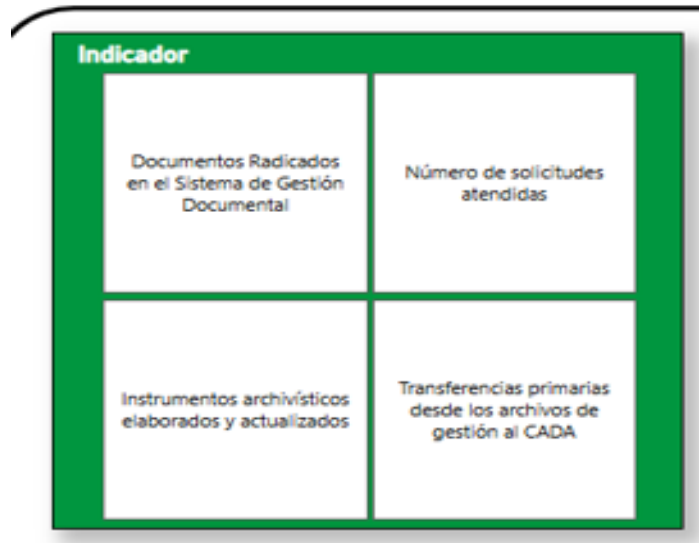 Indicador
Documentos Radicados
en el Sistema de Gestión
Documental
Número de solicitudes
atendidas
Instrumentos archivísticos
elaborados y actualizados
Transferencias primarias
desde los archivos de
gestión al CADA